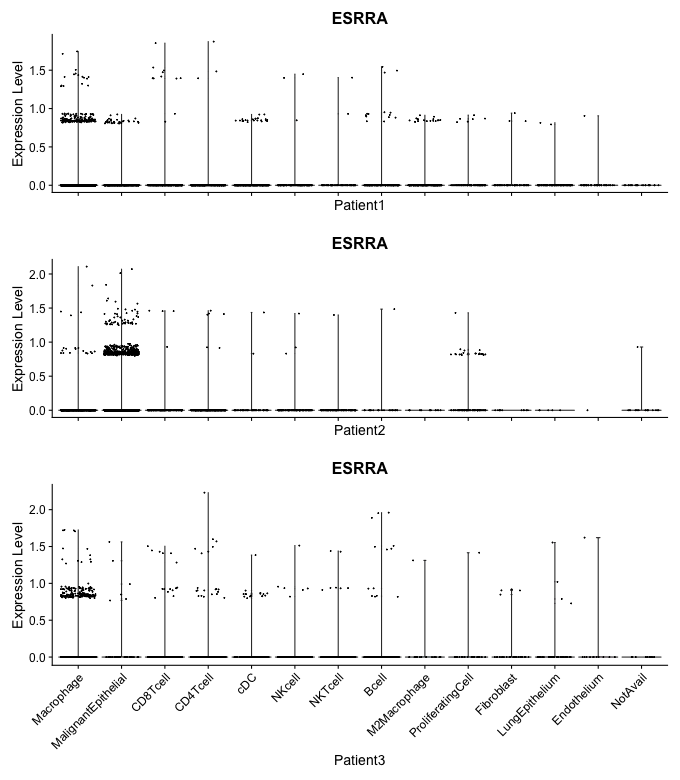 ESRRA
Expression Level
1.5
1.0
0.5
0.0
Patient1
ESRRA
Expression Level
2.0
1.5
1.0
0.5
0.0
Patient2
ESRRA
Expression Level
2.0
1.5
1.0
0.5
0.0
Macrophage
MalignantEpithelial
CD8Tcell
CD4Tcell
cDC
NKcell
NKTcell
Bcell
M2Macrophage
ProliferatingCell
Fibroblast
LungEpithelium
Endothelium
NotAvail
Patient3